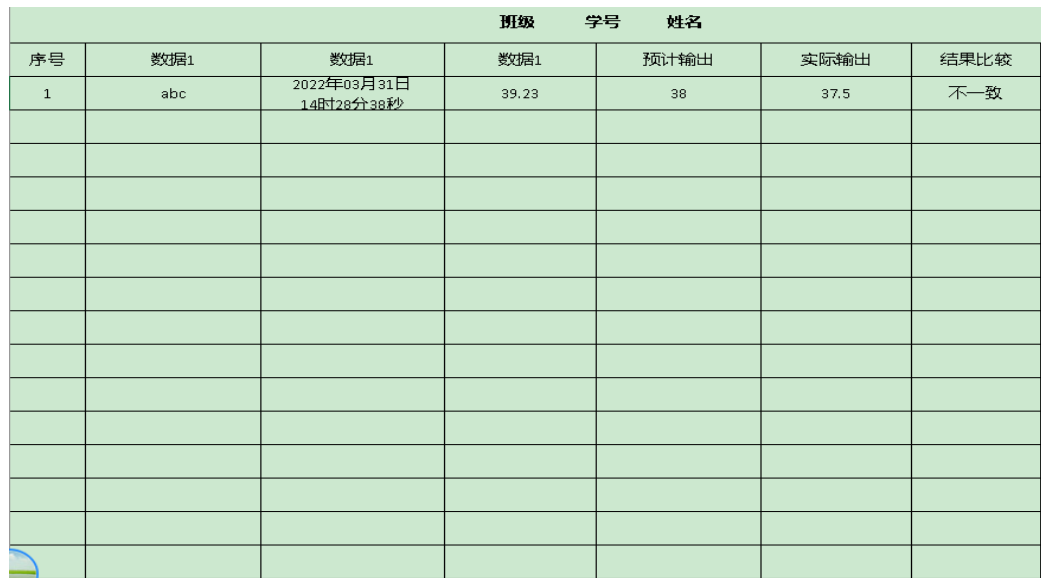 班级 学号 姓名
序号 数据1 数据1 数据1 预计输出 实际输出 结果比较
1 abc 2022年03月31日 39.23 38 37.5 不一致
14时28分38秒